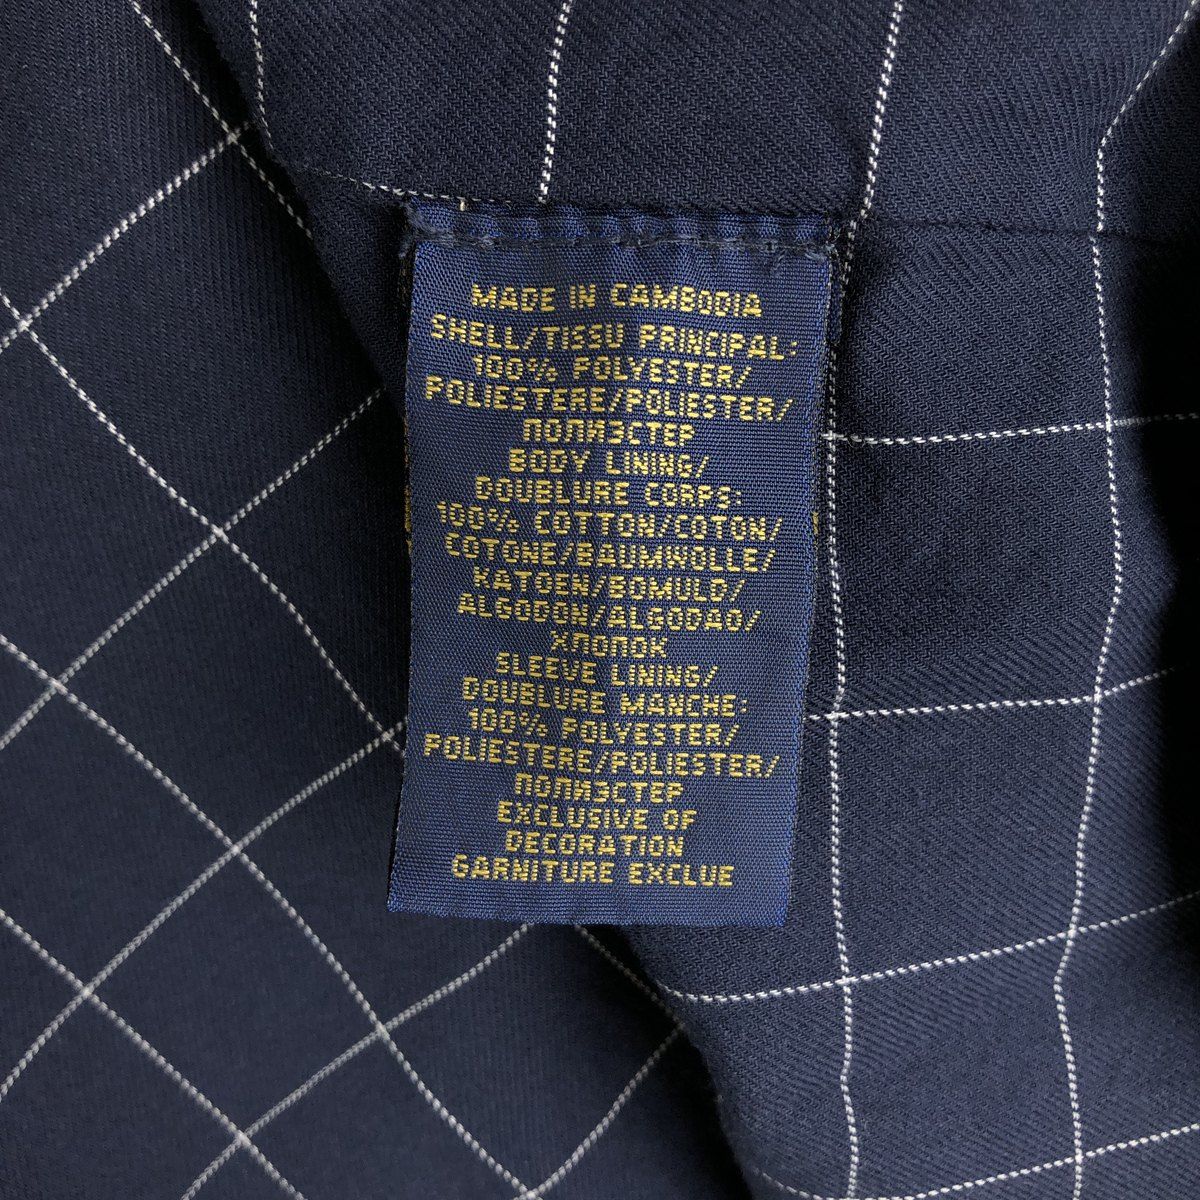 MADE IN CAMBODIA
SHELL/TISSU PRINCIPAL:
100% POLYESTER/
POLIESTERE/POLIESTER/
ПОЛИЭСТЕР
BODY LINING/
DOUBLURE CORPS:
100% COTTON/COTON/
COTONE/BAUMWOLLE/
KATOEN/BOMULD/
ALGODON/ALGODAO/
ХЛОПОК
SLEEVE LINING/
DOUBLURE MANCHE:
100% POLYESTER/
POLIESTERE/POLIESTER/
ПОЛИЭСТЕР
EXCLUSIVE OF
DECORATION
GARNITURE EXCLUE